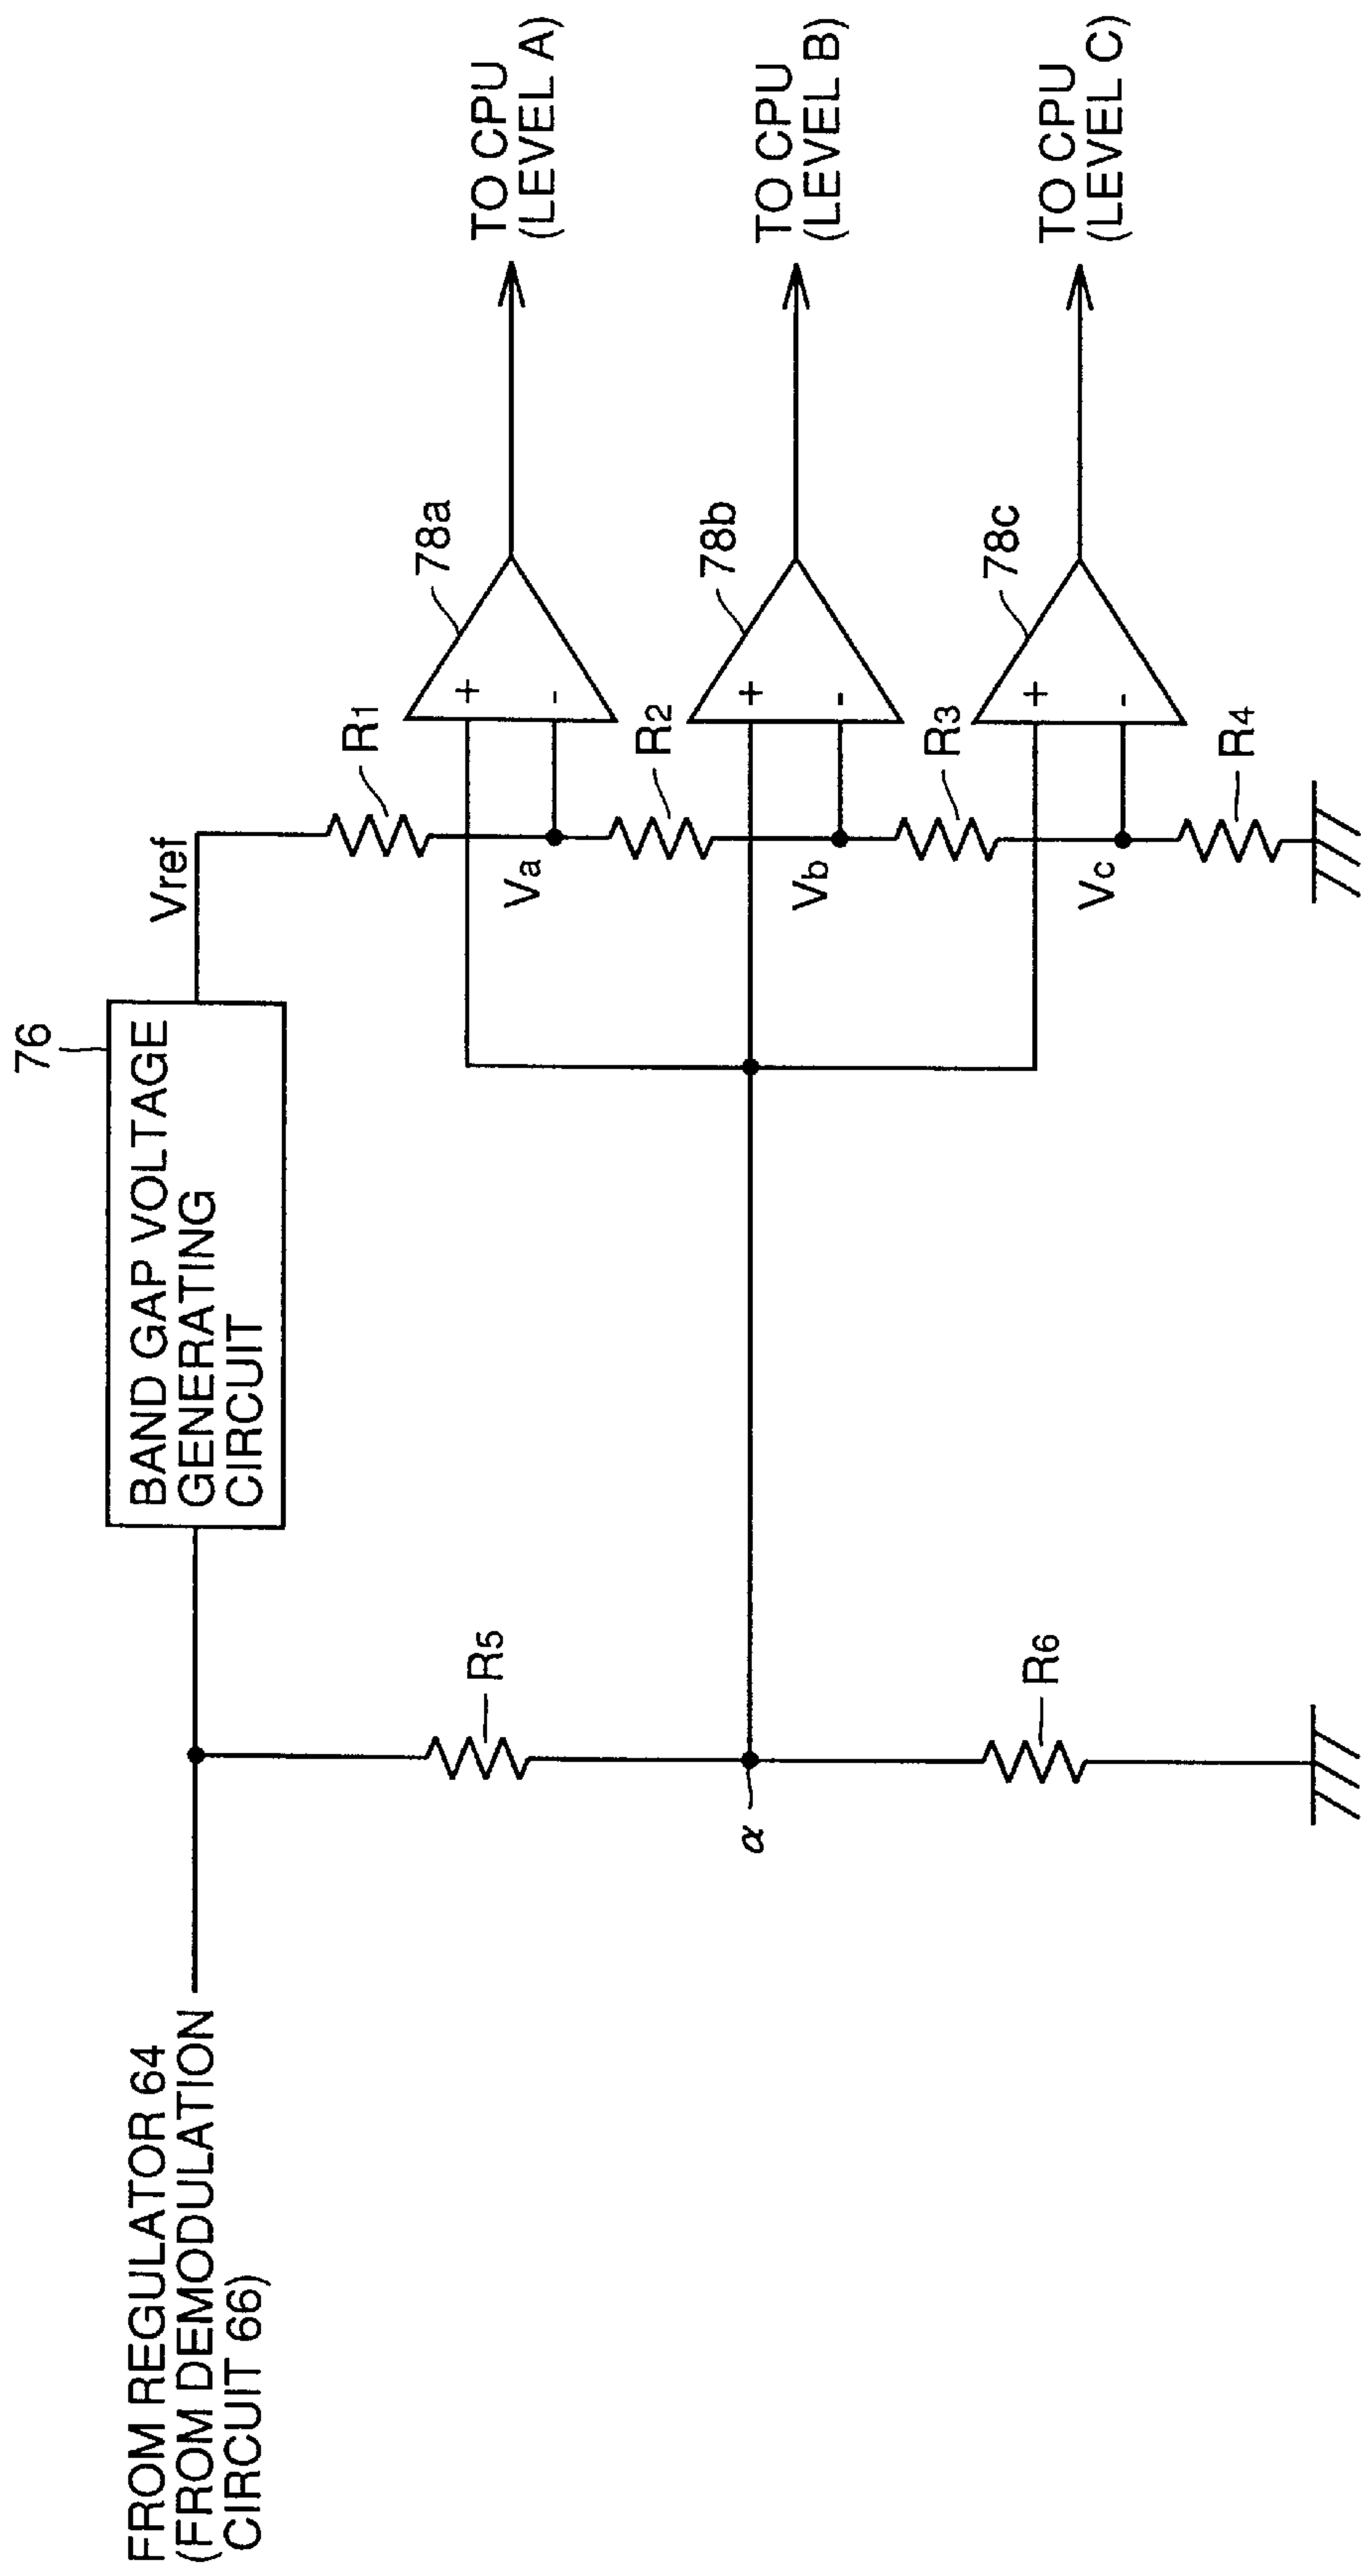 FROM REGULATOR 64
(FROM DEMODULATION
CIRCUIT 66)
76
BAND GAP VOLTAGE
GENERATING
CIRCUIT
Vref
R1
R2
R3
R4
R5
R6
α
Va
Vb
Vc
+
-
+
-
+
-
78a
78b
78c
TO CPU
(LEVEL A)
TO CPU
(LEVEL B)
TO CPU
(LEVEL C)